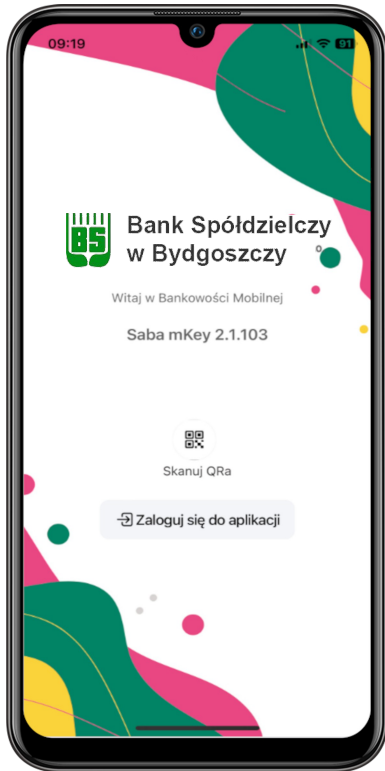 09:19
91
BS
Bank Spółdzielczy
w Bydgoszczy
Witaj w Bankowości Mobilnej
Saba mKey 2.1.103
Skanuj QRa
Zaloguj się do aplikacji